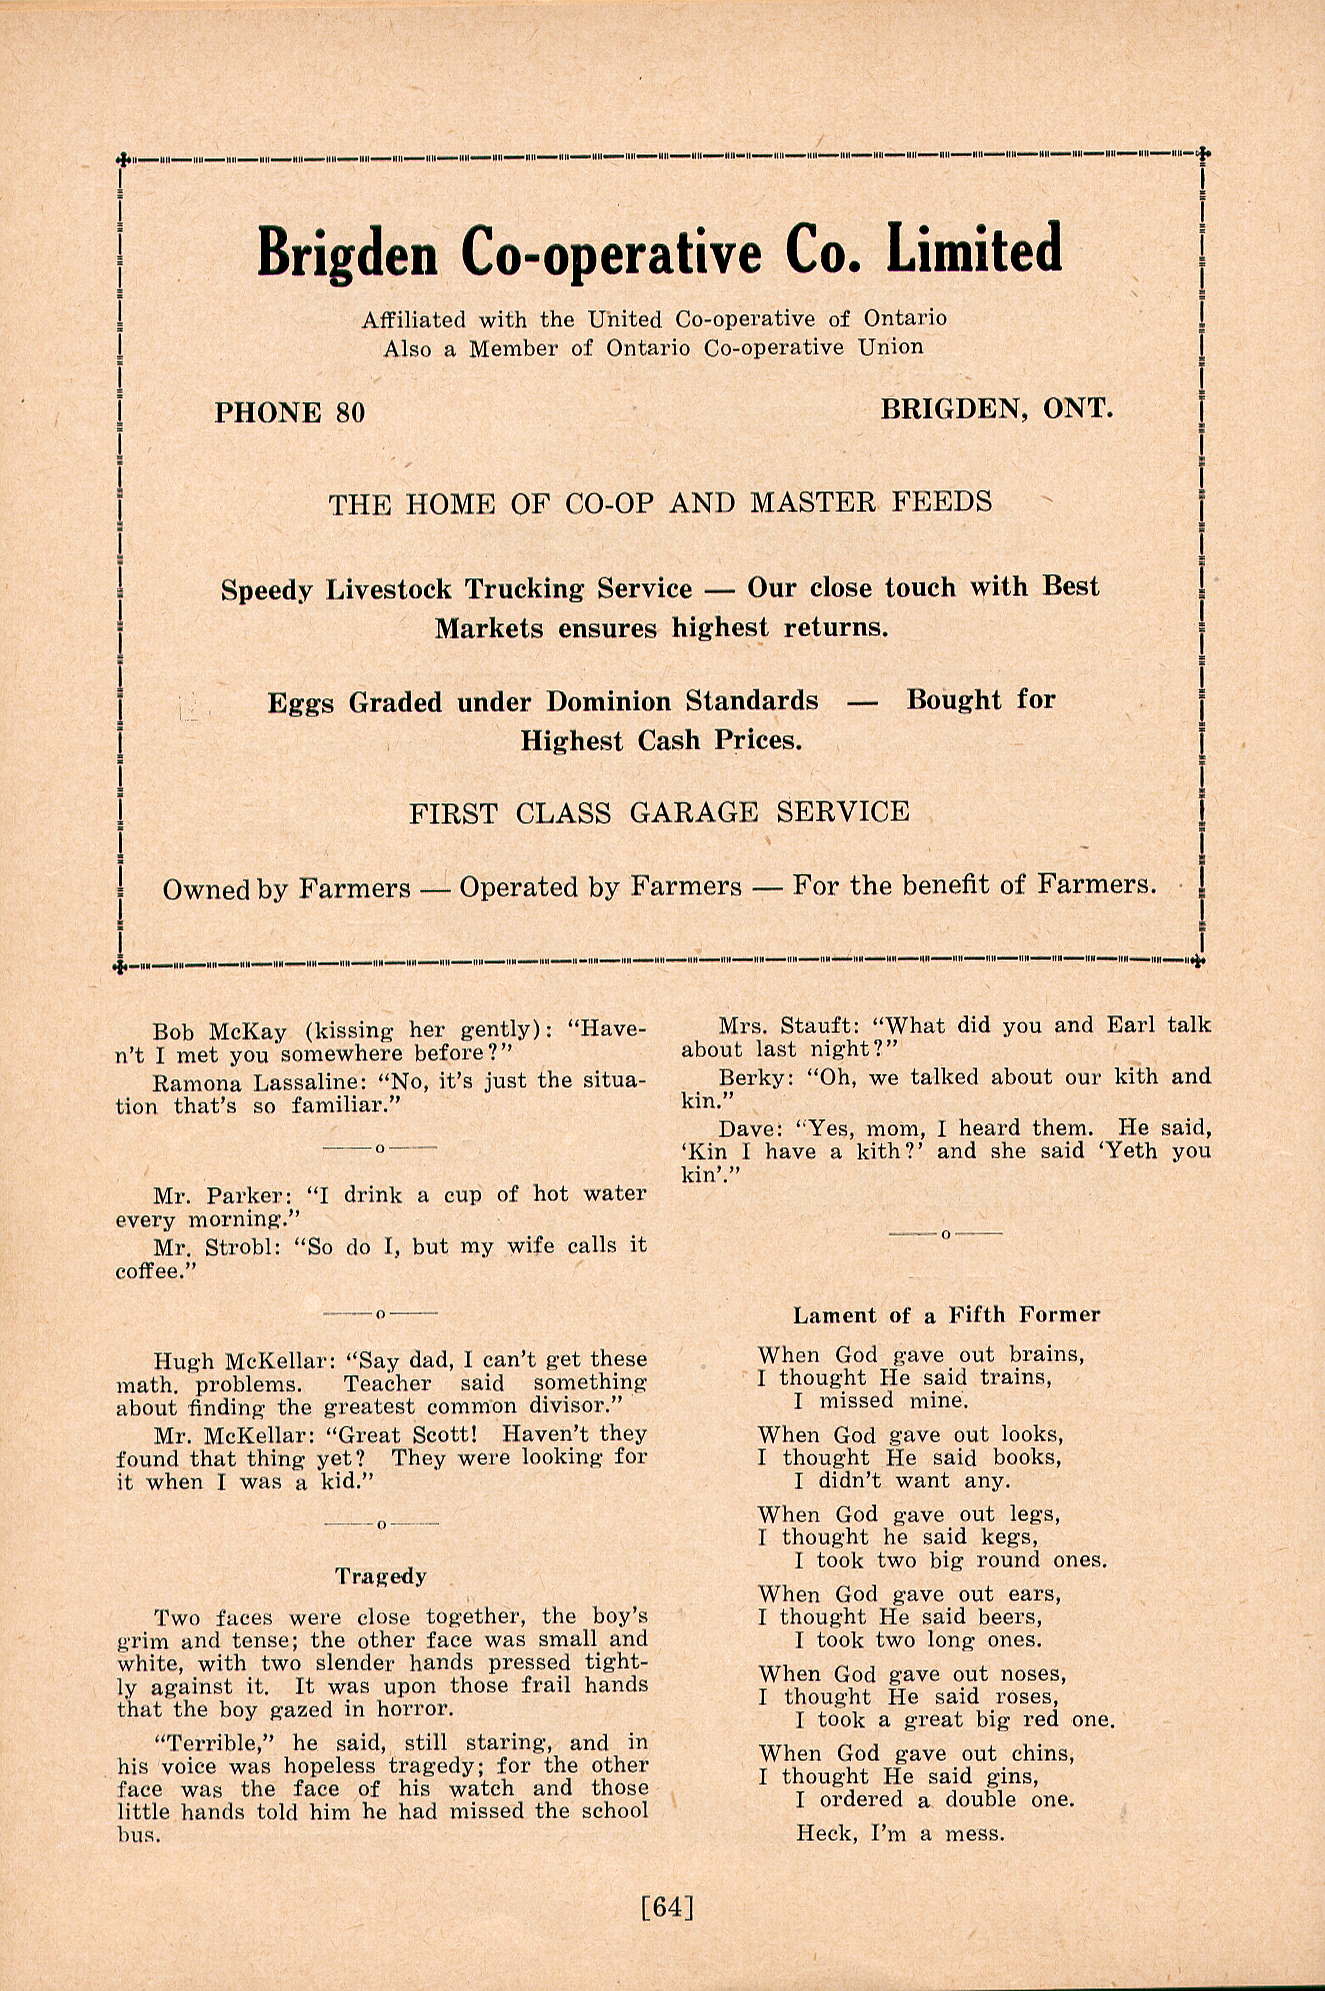 Brigden Co-operative Co. Limited
Affiliated with the United Co-operative of Ontario
Also a Member of Ontario Co-operative Union
PHONE 80 BRIGDEN, ONT.
THE HOME OF CO-OP AND MASTER FEEDS
Speedy Livestock Trucking Service — Our close touch with Best
Markets ensures highest returns.
Eggs Graded under Dominion Standards — Bought for
Highest Cash Prices.
FIRST CLASS GARAGE SERVICE
Owned by Farmers — Operated by Farmers — For the benefit of Farmers.
Bob McKay (kissing her gently): "Have-
n't I met you somewhere before?"
Ramona Lassaline: "No, it's just the situa-
tion that's so familiar."
——o——
Mr. Parker: "I drink a cup of hot water
every morning."
Mr. Strobl: "So do I, but my wife calls it
coffee."
——o——
Hugh McKellar: "Say dad, I can't get these
math. problems. Teacher said something
about finding the greatest common divisor."
Mr. McKellar: "Great Scott! Haven't they
found that thing yet? They were looking for
it when I was a kid."
——o——
Tragedy
Two faces were close together, the boy's
grim and tense; the other face was small and
white, with two slender hands pressed tight-
ly against it. It was upon those frail hands
that the boy gazed in horror.
"Terrible," he said, still staring, and in
his voice was hopeless tragedy; for the other
face was the face of his watch and those
little hands told him he had missed the school
bus.
Mrs. Stauft: "What did you and Earl talk
about last night?"
Berky: "Oh, we talked about our kith and
kin."
Dave: "Yes, mom, I heard them. He said,
'Kin I have a kith?' and she said 'Yeth you
kin'."
——o——
Lament of a Fifth Former
When God gave out brains,
I thought He said trains,
I missed mine.
When God gave out looks,
I thought He said books,
I didn't want any.
When God gave out legs,
I thought he said kegs,
I took two big round ones.
When God gave out ears,
I thought He said beers,
I took two long ones.
When God gave out noses,
I thought He said roses,
I took a great big red one.
When God gave out chins,
I thought He said gins,
I ordered a double one.
Heck, I'm a mess.
[64]